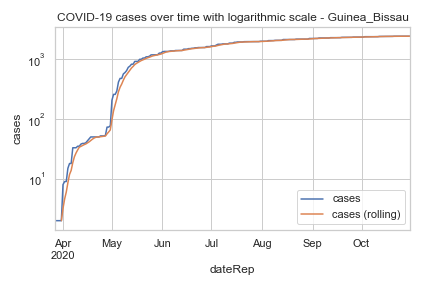 COVID-19 cases over time with logarithmic scale - Guinea_Bissau
10³
10²
10¹
cases
cases
cases (rolling)
Apr May Jun Jul Aug Sep Oct
2020
dateRep